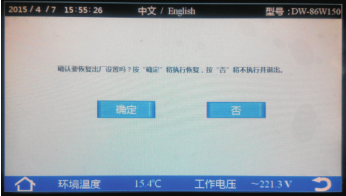 2015 / 4 / 7 15:55:26 中文 / English 型号:DW-86W150
确认要恢复出厂设置吗?按“确定”将执行恢复,按“否”将不执行并退出。
确定 否
环境温度 15.4℃ 工作电压 ~221.3 V